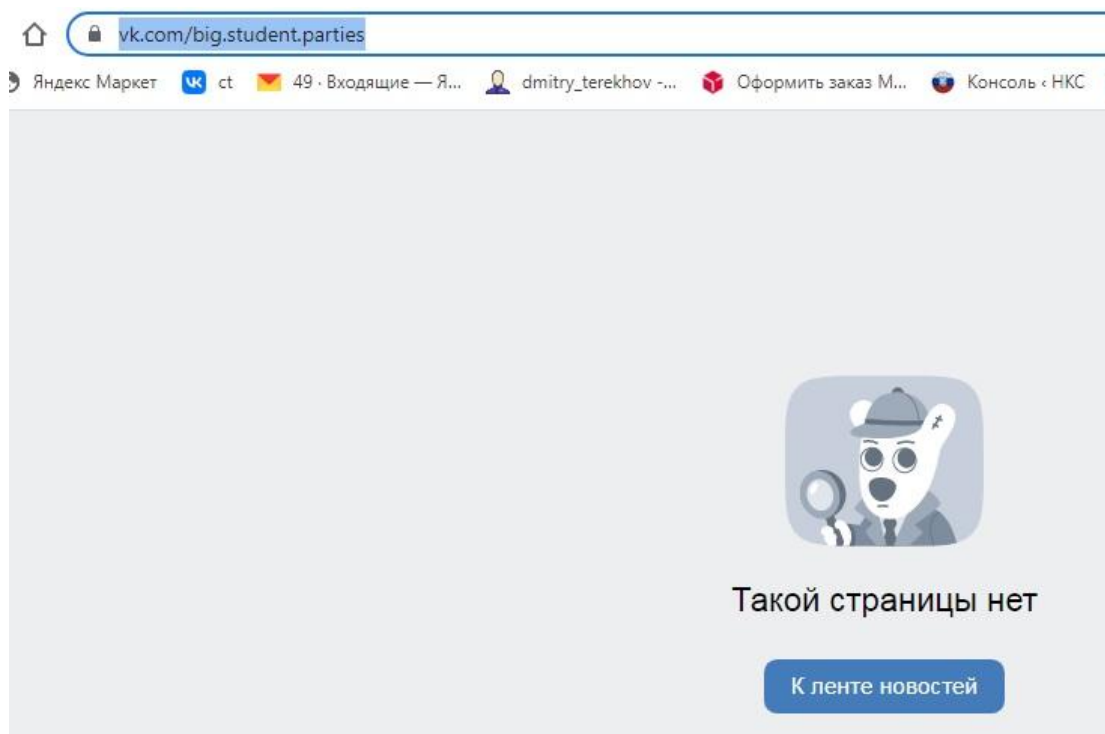 vk.com/big.student.parties
Яндекс Маркет ct 49 · Входящие — Я... dmitry_terekhov -... Оформить заказ М... Консоль ‹ НКС
Такой страницы нет
К ленте новостей